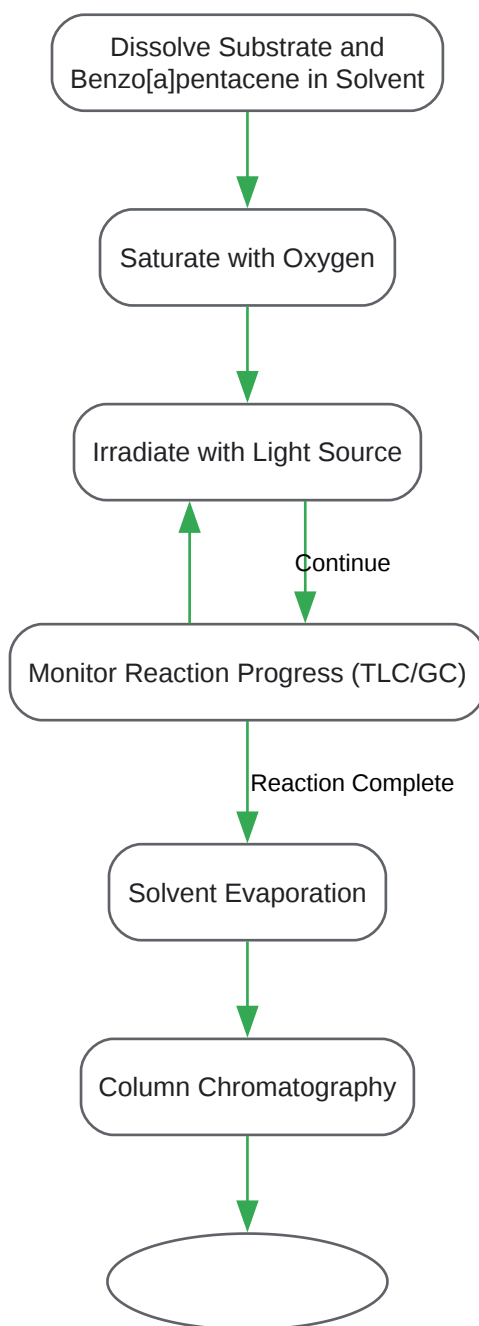 Dissolve Substrate and
Benzo[a]pentacene in Solvent
Saturate with Oxygen
Irradiate with Light Source
Continue
Monitor Reaction Progress (TLC/GC)
Reaction Complete
Solvent Evaporation
Column Chromatography